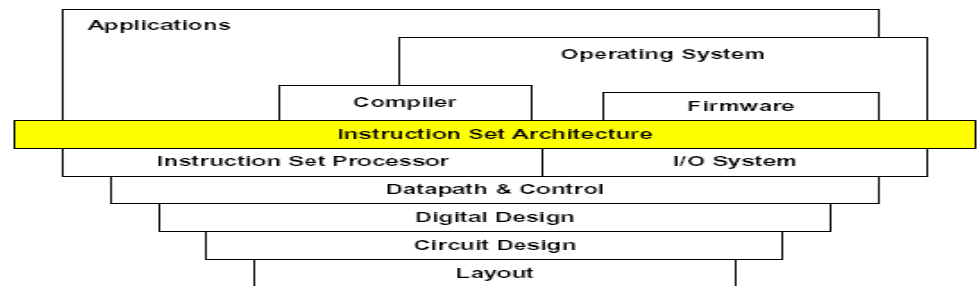 Applications
Operating System
Compiler
Firmware
Instruction Set Architecture
Instruction Set Processor
I/O System
Datapath & Control
Digital Design
Circuit Design
Layout